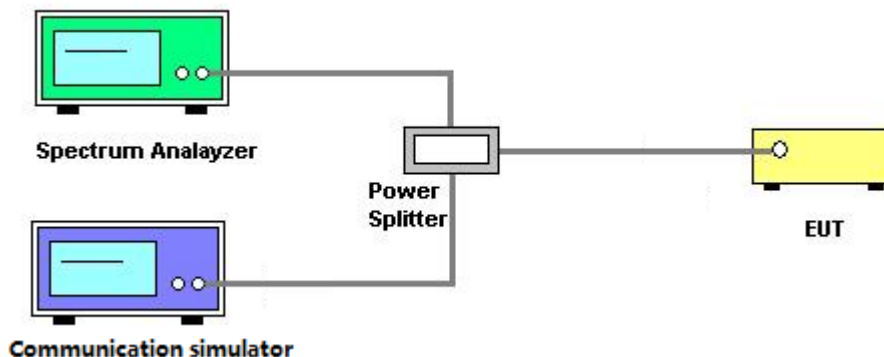 Spectrum Analayzer
Power
Splitter
EUT
Communication simulator